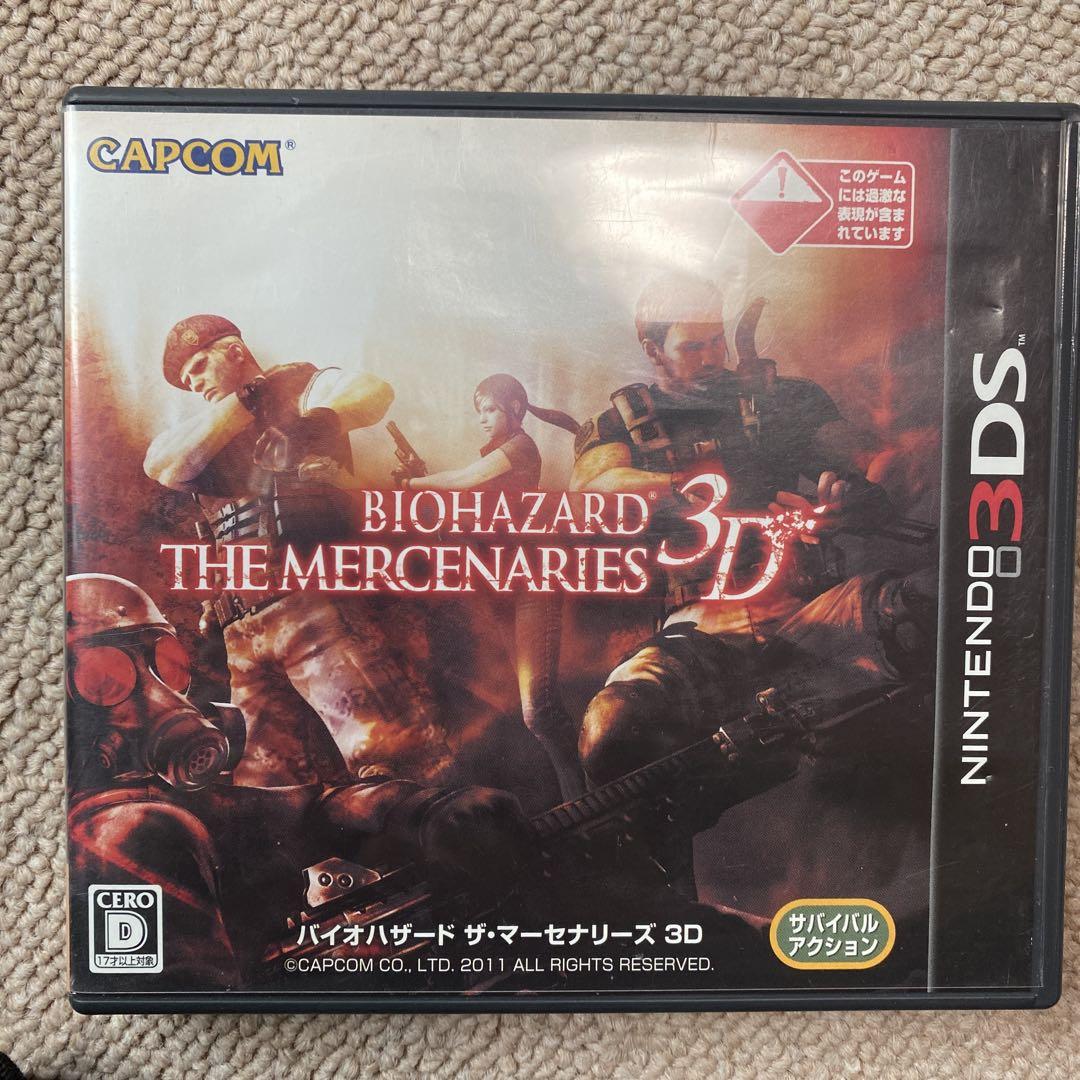 CAPCOM®
このゲーム
には過激な
表現が含ま
れています
BIOHAZARD® 3D
THE MERCENARIES
NINTENDO3DS™
CERO
D
17才以上対象
バイオハザード ザ・マーセナリーズ 3D
©CAPCOM CO., LTD. 2011 ALL RIGHTS RESERVED.
サバイバル
アクション